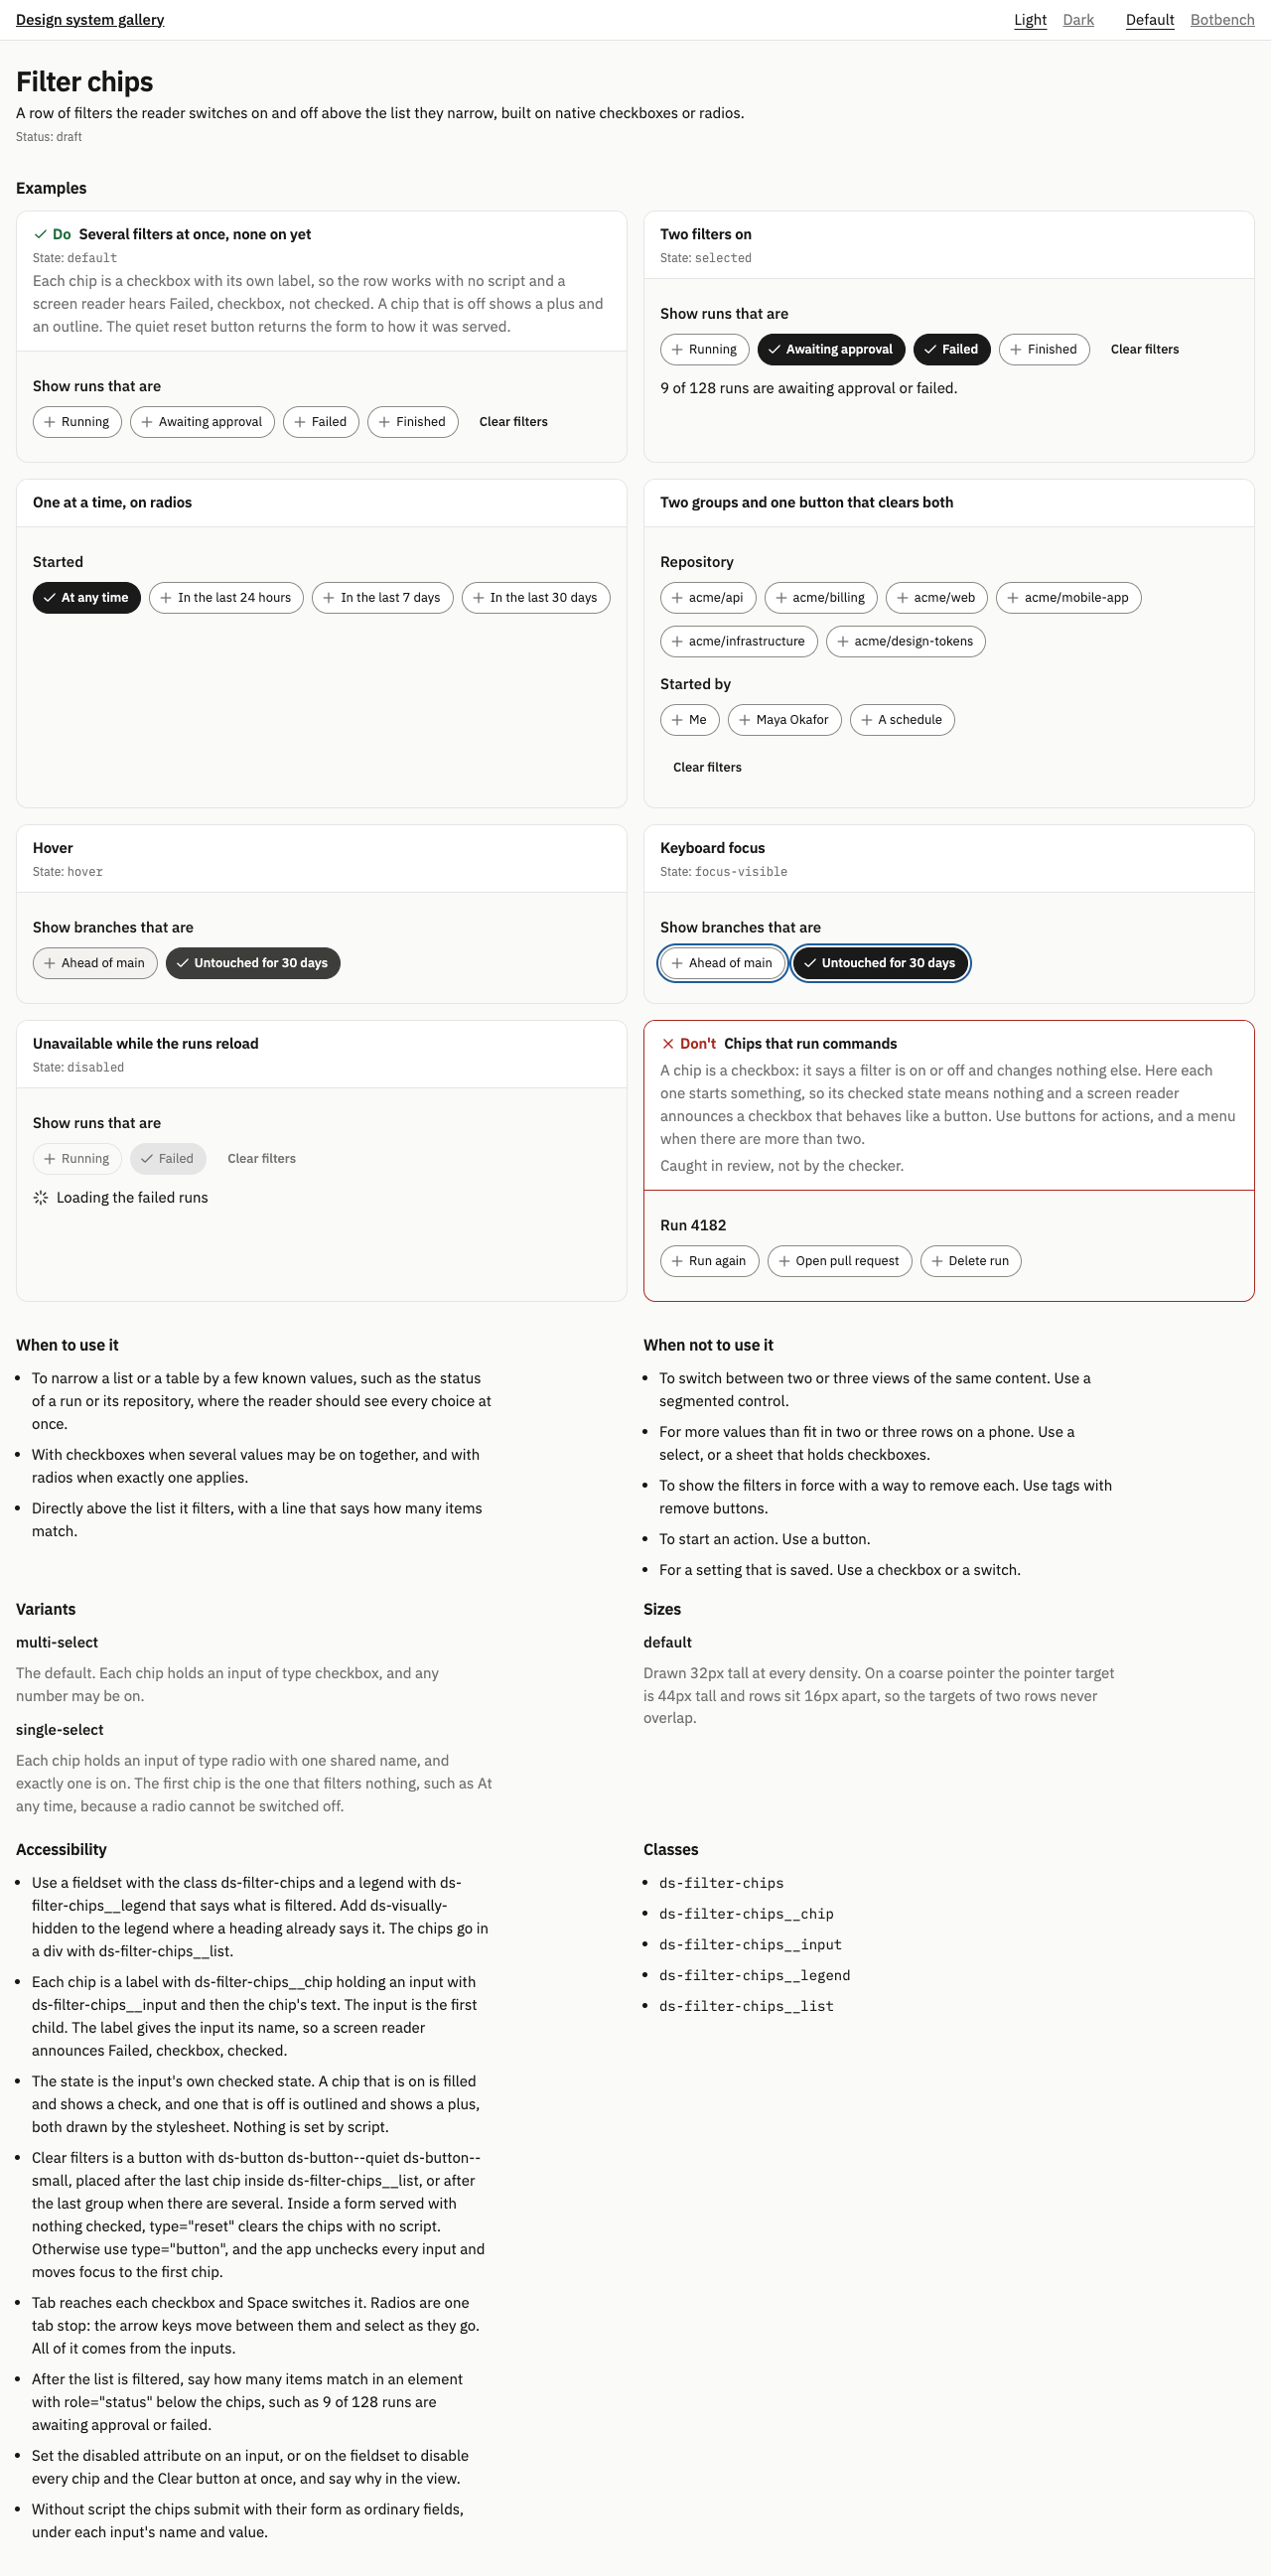 Design system gallery
Light Dark Default Botbench
Filter chips
A row of filters the reader switches on and off above the list they narrow, built on native checkboxes or radios.
Status: draft
Examples
Do Several filters at once, none on yet
State: default
Each chip is a checkbox with its own label, so the row works with no script and a
screen reader hears Failed, checkbox, not checked. A chip that is off shows a plus and
an outline. The quiet reset button returns the form to how it was served.
Show runs that are
Running Awaiting approval Failed Finished Clear filters
Two filters on
State: selected
Show runs that are
Running Awaiting approval Failed Finished Clear filters
9 of 128 runs are awaiting approval or failed.
One at a time, on radios
Started
At any time In the last 24 hours In the last 7 days In the last 30 days
Two groups and one button that clears both
Repository
acme/api acme/billing acme/web acme/mobile-app
acme/infrastructure acme/design-tokens
Started by
Me Maya Okafor A schedule
Clear filters
Hover
State: hover
Show branches that are
Ahead of main Untouched for 30 days
Keyboard focus
State: focus-visible
Show branches that are
Ahead of main Untouched for 30 days
Unavailable while the runs reload
State: disabled
Show runs that are
Running Failed Clear filters
Loading the failed runs
Don't Chips that run commands
A chip is a checkbox: it says a filter is on or off and changes nothing else. Here each
one starts something, so its checked state means nothing and a screen reader
announces a checkbox that behaves like a button. Use buttons for actions, and a menu
when there are more than two.
Caught in review, not by the checker.
Run 4182
Run again Open pull request Delete run
When to use it
To narrow a list or a table by a few known values, such as the status
of a run or its repository, where the reader should see every choice at
once.
With checkboxes when several values may be on together, and with
radios when exactly one applies.
Directly above the list it filters, with a line that says how many items
match.
When not to use it
To switch between two or three views of the same content. Use a
segmented control.
For more values than fit in two or three rows on a phone. Use a
select, or a sheet that holds checkboxes.
To show the filters in force with a way to remove each. Use tags with
remove buttons.
To start an action. Use a button.
For a setting that is saved. Use a checkbox or a switch.
Variants
multi-select
The default. Each chip holds an input of type checkbox, and any
number may be on.
single-select
Each chip holds an input of type radio with one shared name, and
exactly one is on. The first chip is the one that filters nothing, such as At
any time, because a radio cannot be switched off.
Sizes
default
Drawn 32px tall at every density. On a coarse pointer the pointer target
is 44px tall and rows sit 16px apart, so the targets of two rows never
overlap.
Accessibility
Use a fieldset with the class ds-filter-chips and a legend with ds-
filter-chips__legend that says what is filtered. Add ds-visually-
hidden to the legend where a heading already says it. The chips go in
a div with ds-filter-chips__list.
Each chip is a label with ds-filter-chips__chip holding an input with
ds-filter-chips__input and then the chip's text. The input is the first
child. The label gives the input its name, so a screen reader
announces Failed, checkbox, checked.
The state is the input's own checked state. A chip that is on is filled
and shows a check, and one that is off is outlined and shows a plus,
both drawn by the stylesheet. Nothing is set by script.
Clear filters is a button with ds-button ds-button--quiet ds-button--
small, placed after the last chip inside ds-filter-chips__list, or after
the last group when there are several. Inside a form served with
nothing checked, type="reset" clears the chips with no script.
Otherwise use type="button", and the app unchecks every input and
moves focus to the first chip.
Tab reaches each checkbox and Space switches it. Radios are one
tab stop: the arrow keys move between them and select as they go.
All of it comes from the inputs.
After the list is filtered, say how many items match in an element
with role="status" below the chips, such as 9 of 128 runs are
awaiting approval or failed.
Set the disabled attribute on an input, or on the fieldset to disable
every chip and the Clear button at once, and say why in the view.
Without script the chips submit with their form as ordinary fields,
under each input's name and value.
Classes
ds-filter-chips
ds-filter-chips__chip
ds-filter-chips__input
ds-filter-chips__legend
ds-filter-chips__list